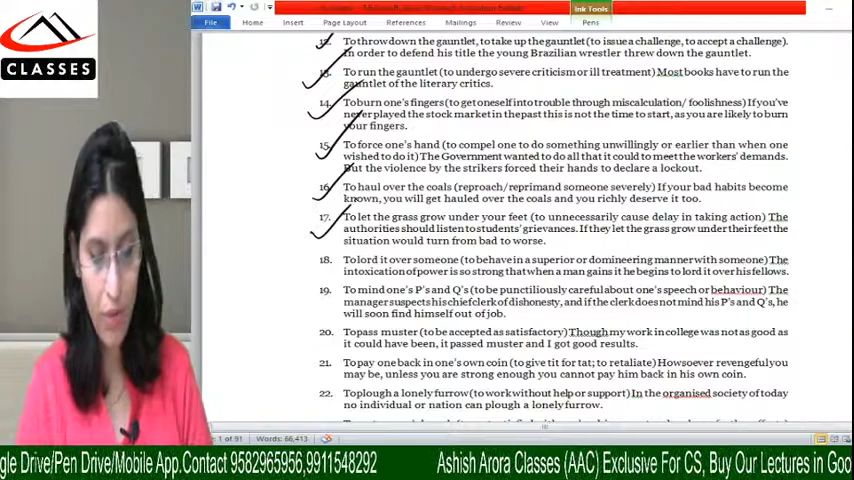 CLASSES
Ink Tools
File
Home
Insert
Page Layout
References
Mailings
Review
View
Pens
12. To throw down the gauntlet, to take up the gauntlet (to issue a challenge, to accept a challenge).
In order to defend his title the young Brazilian wrestler threw down the gauntlet.
13. To run the gauntlet (to undergo severe criticism or ill treatment) Most books have to run the
gauntlet of the literary critics.
14. To burn one's fingers (to get oneself into trouble through miscalculation/ foolishness) If you've
never played the stock market in the past this is not the time to start, as you are likely to burn
your fingers.
15. To force one's hand (to compel one to do something unwillingly or earlier than when one
wished to do it) The Government wanted to do all that it could to meet the workers' demands.
But the violence by the strikers forced their hands to declare a lockout.
16. To haul over the coals (reproach/reprimand someone severely) If your bad habits become
known, you will get hauled over the coals and you richly deserve it too.
17. To let the grass grow under your feet (to unnecessarily cause delay in taking action) The
authorities should listen to students' grievances. If they let the grass grow under their feet the
situation would turn from bad to worse.
18. To lord it over someone (to behave in a superior or domineering manner with someone) The
intoxication of power is so strong that when a man gains it he begins to lord it over his fellows.
19. To mind one's P's and Q's (to be punctiliously careful about one's speech or behaviour) The
manager suspects his chief clerk of dishonesty, and if the clerk does not mind his P's and Q's, he
will soon find himself out of job.
20. To pass muster (to be accepted as satisfactory) Though my work in college was not as good as
it could have been, it passed muster and I got good results.
21. To pay one back in one's own coin (to give tit for tat; to retaliate) Howsoever revengeful you
may be, unless you are strong enough you cannot pay him back in his own coin.
22. To plough a lonely furrow (to work without help or support) In the organised society of today
no individual or nation can plough a lonely furrow.
1 of 91
Words: 66,413
gle Drive/Pen Drive/Mobile App.Contact 9582965956,9911548292
Ashish Arora Classes (AAC) Exclusive For CS, Buy Our Lectures in Goo